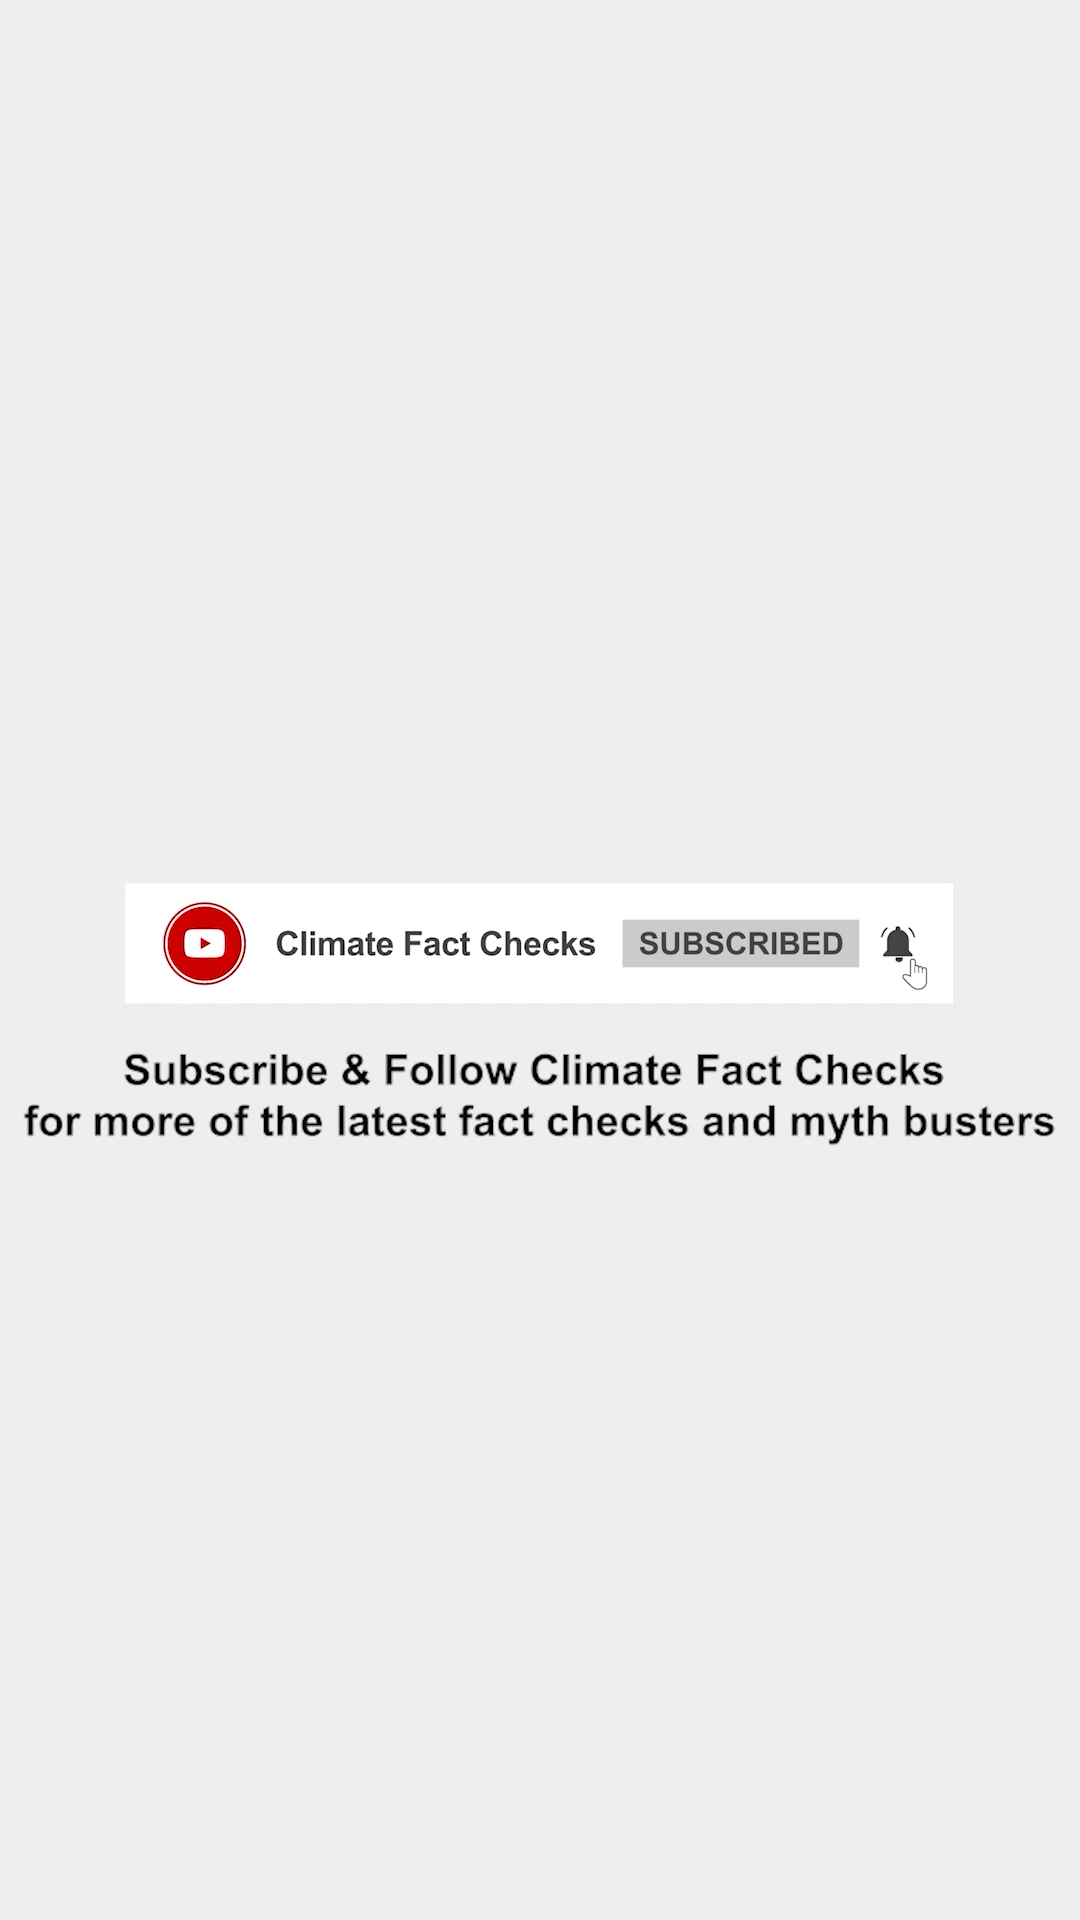 Climate Fact Checks SUBSCRIBED
Subscribe & Follow Climate Fact Checks
for more of the latest fact checks and myth busters